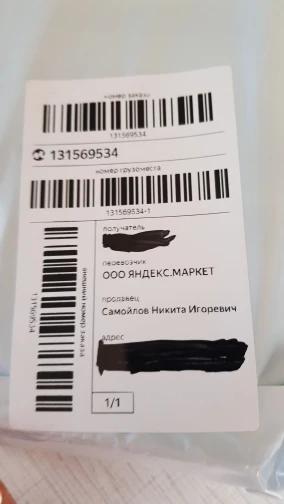 номер заказа
131569534
131569534
номер грузоместа
131569534-1
получатель
перевозчик
ООО ЯНДЕКС.МАРКЕТ
продавец
Самойлов Никита Игоревич
адрес
1/1
131569534